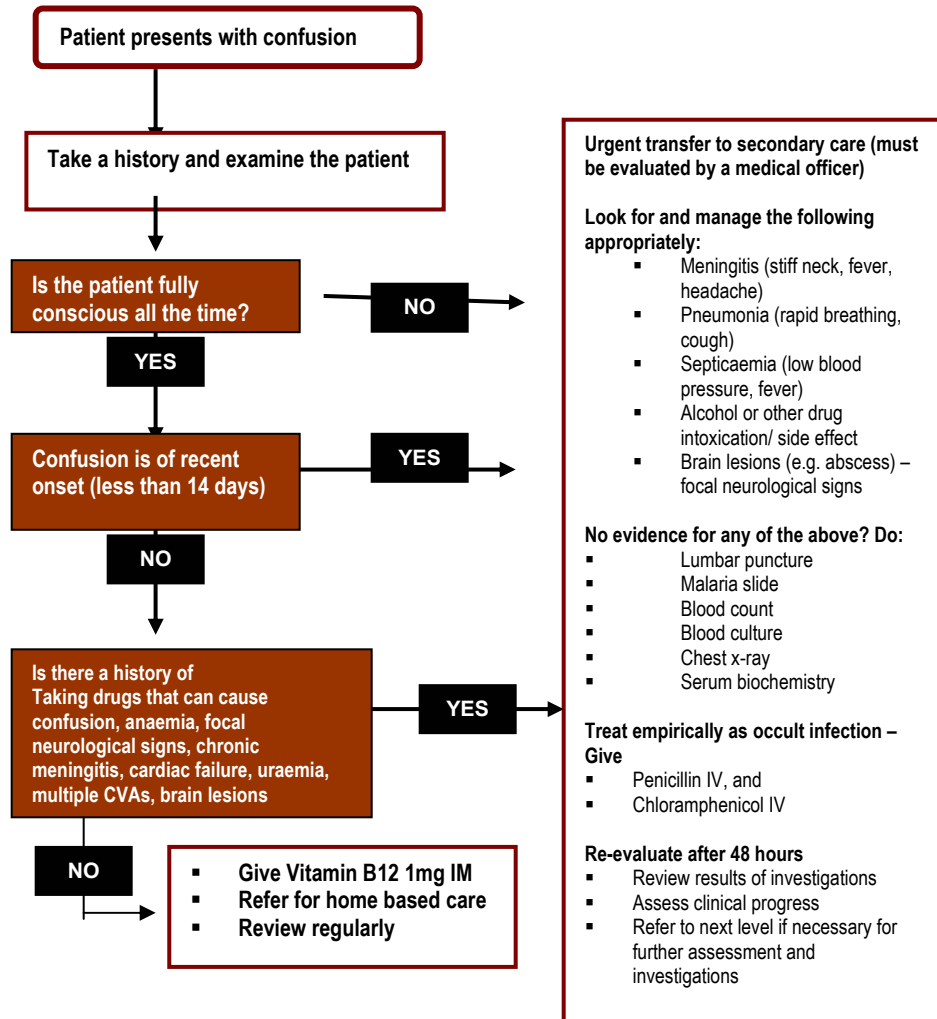 Patient presents with confusion
Take a history and examine the patient
Is the patient fully
conscious all the time?
NO
YES
Confusion is of recent
onset (less than 14 days)
YES
NO
Is there a history of
Taking drugs that can cause
confusion, anaemia, focal
neurological signs, chronic
meningitis, cardiac failure, uraemia,
multiple CVAs, brain lesions
YES
NO
▪ Give Vitamin B12 1mg IM
▪ Refer for home based care
▪ Review regularly
Urgent transfer to secondary care (must
be evaluated by a medical officer)
Look for and manage the following
appropriately:
▪ Meningitis (stiff neck, fever,
headache)
▪ Pneumonia (rapid breathing,
cough)
▪ Septicaemia (low blood
pressure, fever)
▪ Alcohol or other drug
intoxication/ side effect
▪ Brain lesions (e.g. abscess) –
focal neurological signs
No evidence for any of the above? Do:
▪ Lumbar puncture
▪ Malaria slide
▪ Blood count
▪ Blood culture
▪ Chest x-ray
▪ Serum biochemistry
Treat empirically as occult infection –
Give
▪ Penicillin IV, and
▪ Chloramphenicol IV
Re-evaluate after 48 hours
▪ Review results of investigations
▪ Assess clinical progress
▪ Refer to next level if necessary for
further assessment and
investigations